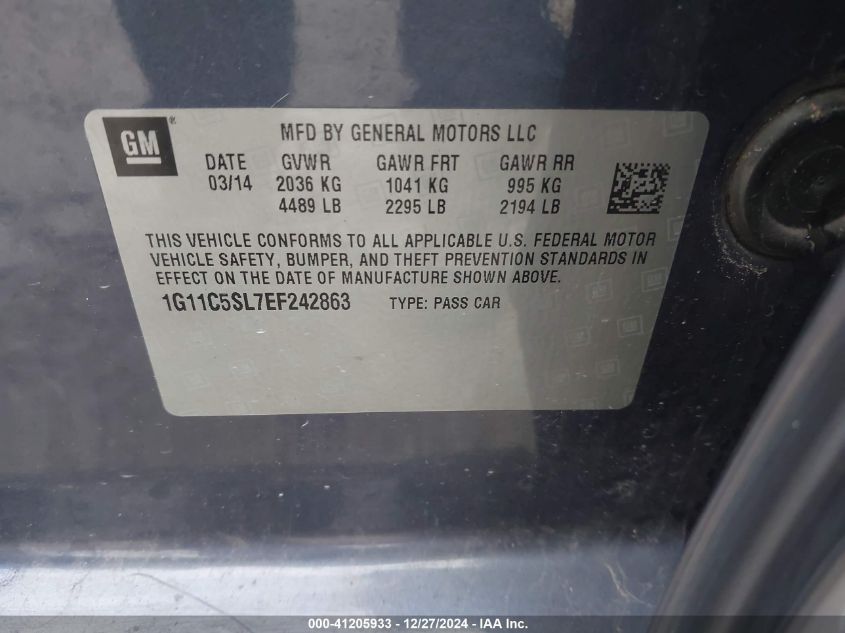 GM®
MFD BY GENERAL MOTORS LLC
DATE GVWR GAWR FRT GAWR RR
03/14 2036 KG 1041 KG 995 KG
4489 LB 2295 LB 2194 LB
THIS VEHICLE CONFORMS TO ALL APPLICABLE U.S. FEDERAL MOTOR
VEHICLE SAFETY, BUMPER, AND THEFT PREVENTION STANDARDS IN
EFFECT ON THE DATE OF MANUFACTURE SHOWN ABOVE.
1G11C5SL7EF242863 TYPE: PASS CAR
000-41205933 - 12/27/2024 - IAA Inc.